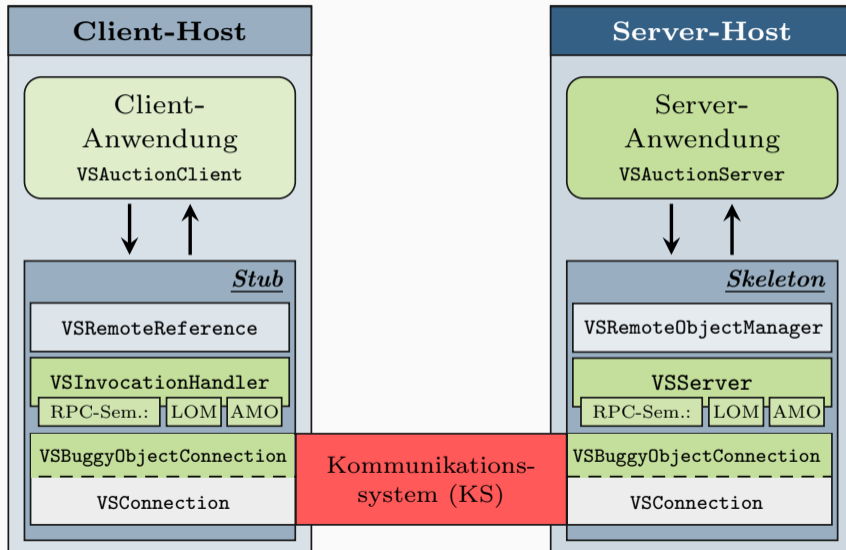 Client-Host
Client-
Anwendung
VSAuctionClient
Stub
VSRemoteReference
VSInvocationHandler
RPC-Sem.: LOM AMO
VSBuggyObjectConnection
VSConnection
Kommunikations-
system (KS)
Server-Host
Server-
Anwendung
VSAuctionServer
Skeleton
VSRemoteObjectManager
VSServer
RPC-Sem.: LOM AMO
VSBuggyObjectConnection
VSConnection